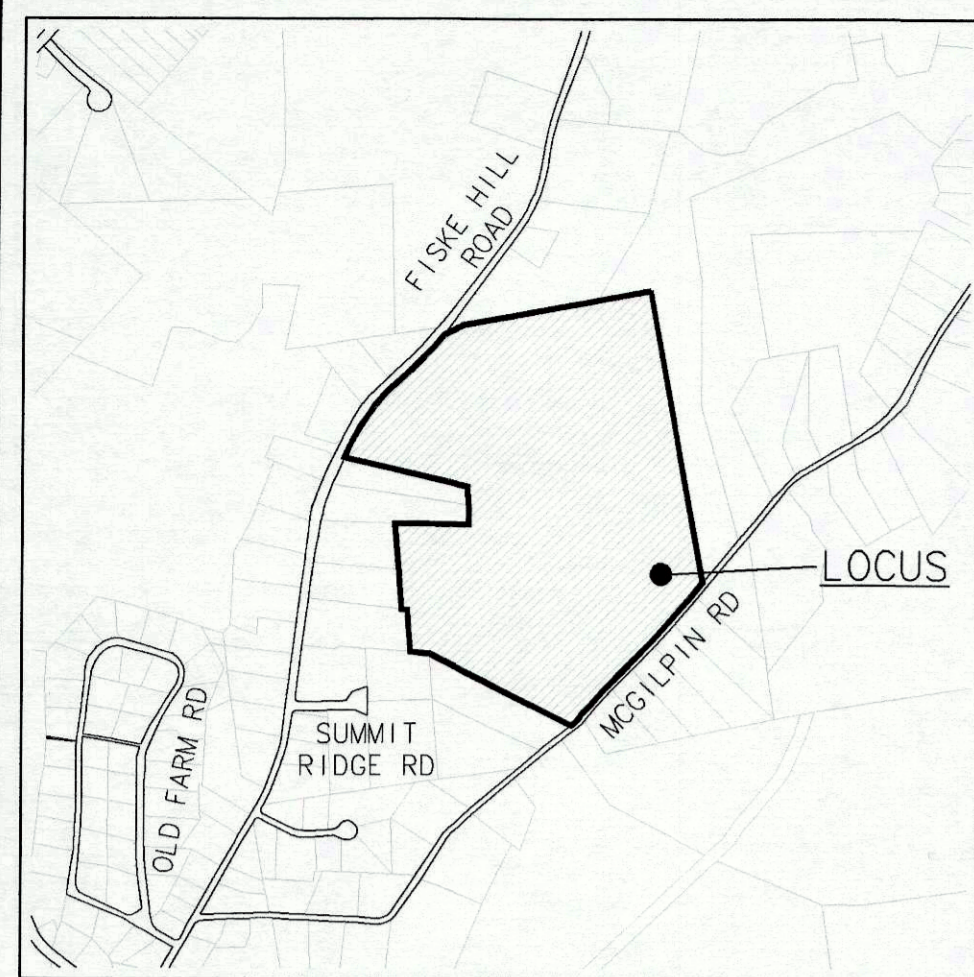 FISKE HILL
ROAD
LOCUS
MCGILPIN RD
SUMMIT
RIDGE RD
OLD FARM RD